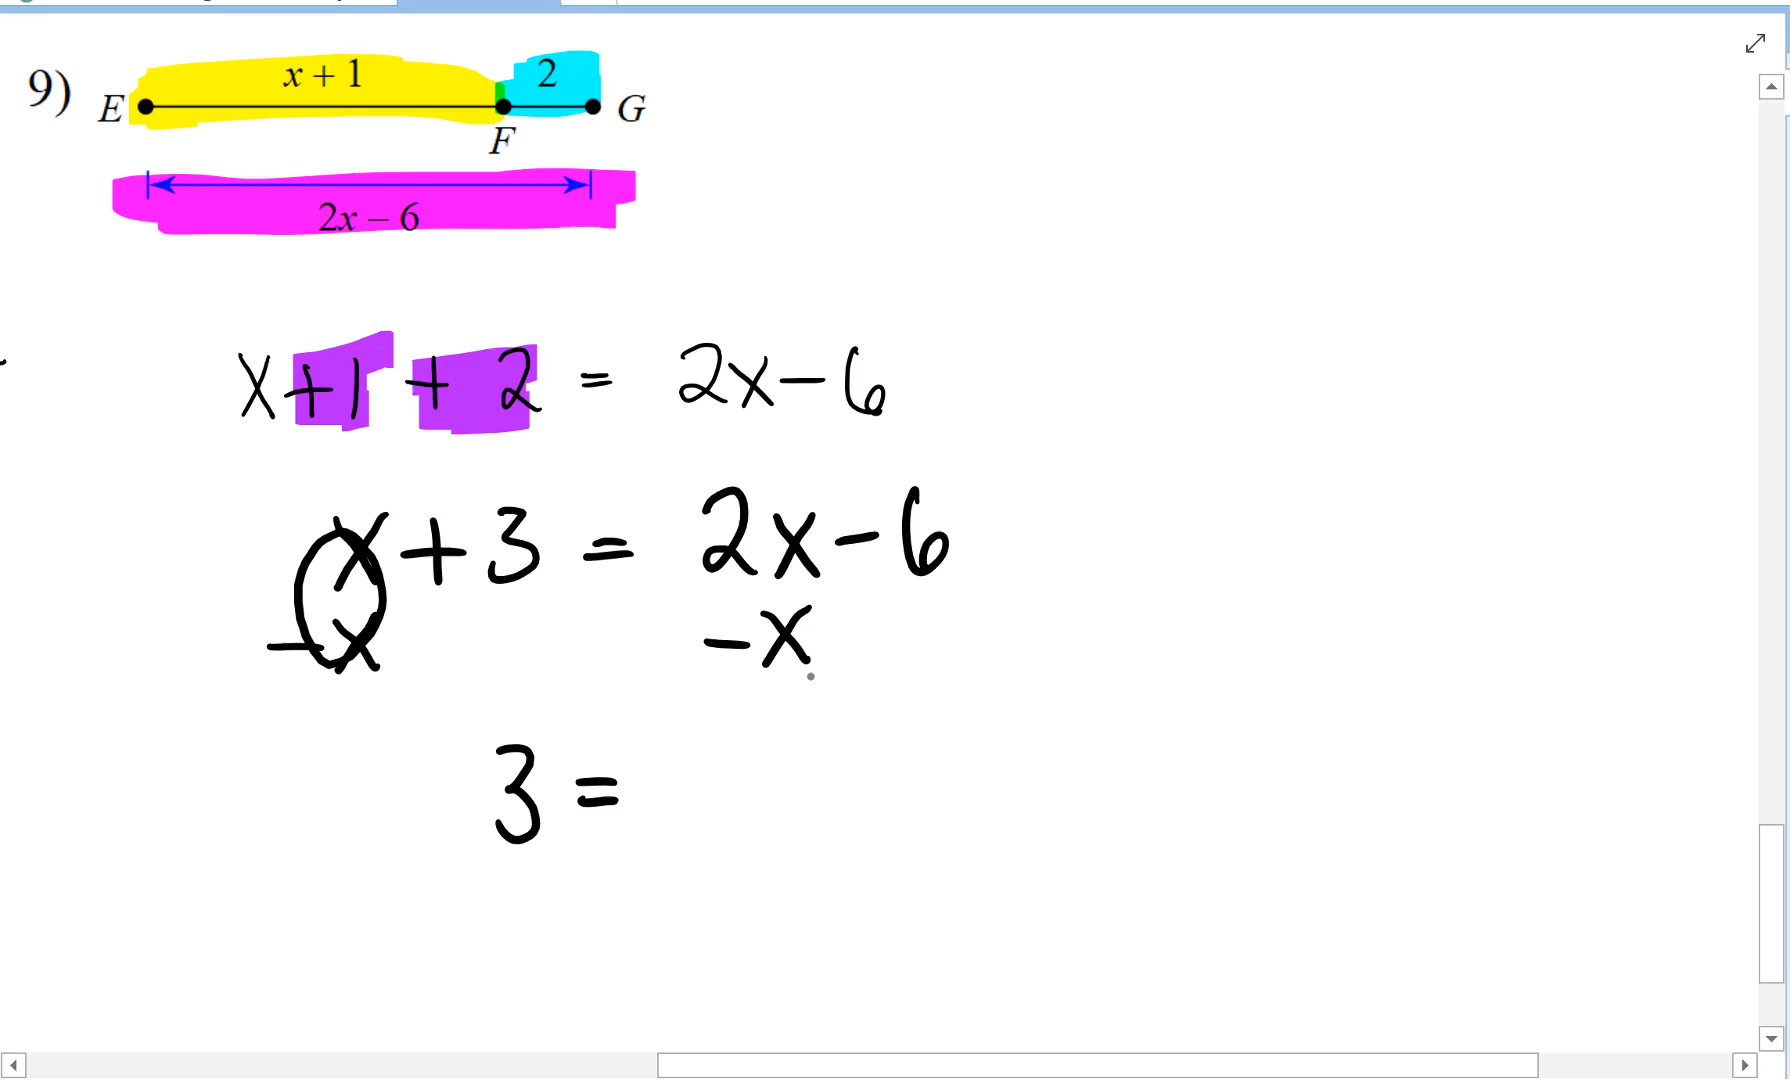 9)
x + 1 2
E G
F
2x – 6
x+1 + 2 = 2x-6
x+3 = 2x-6
-x -x
3 =